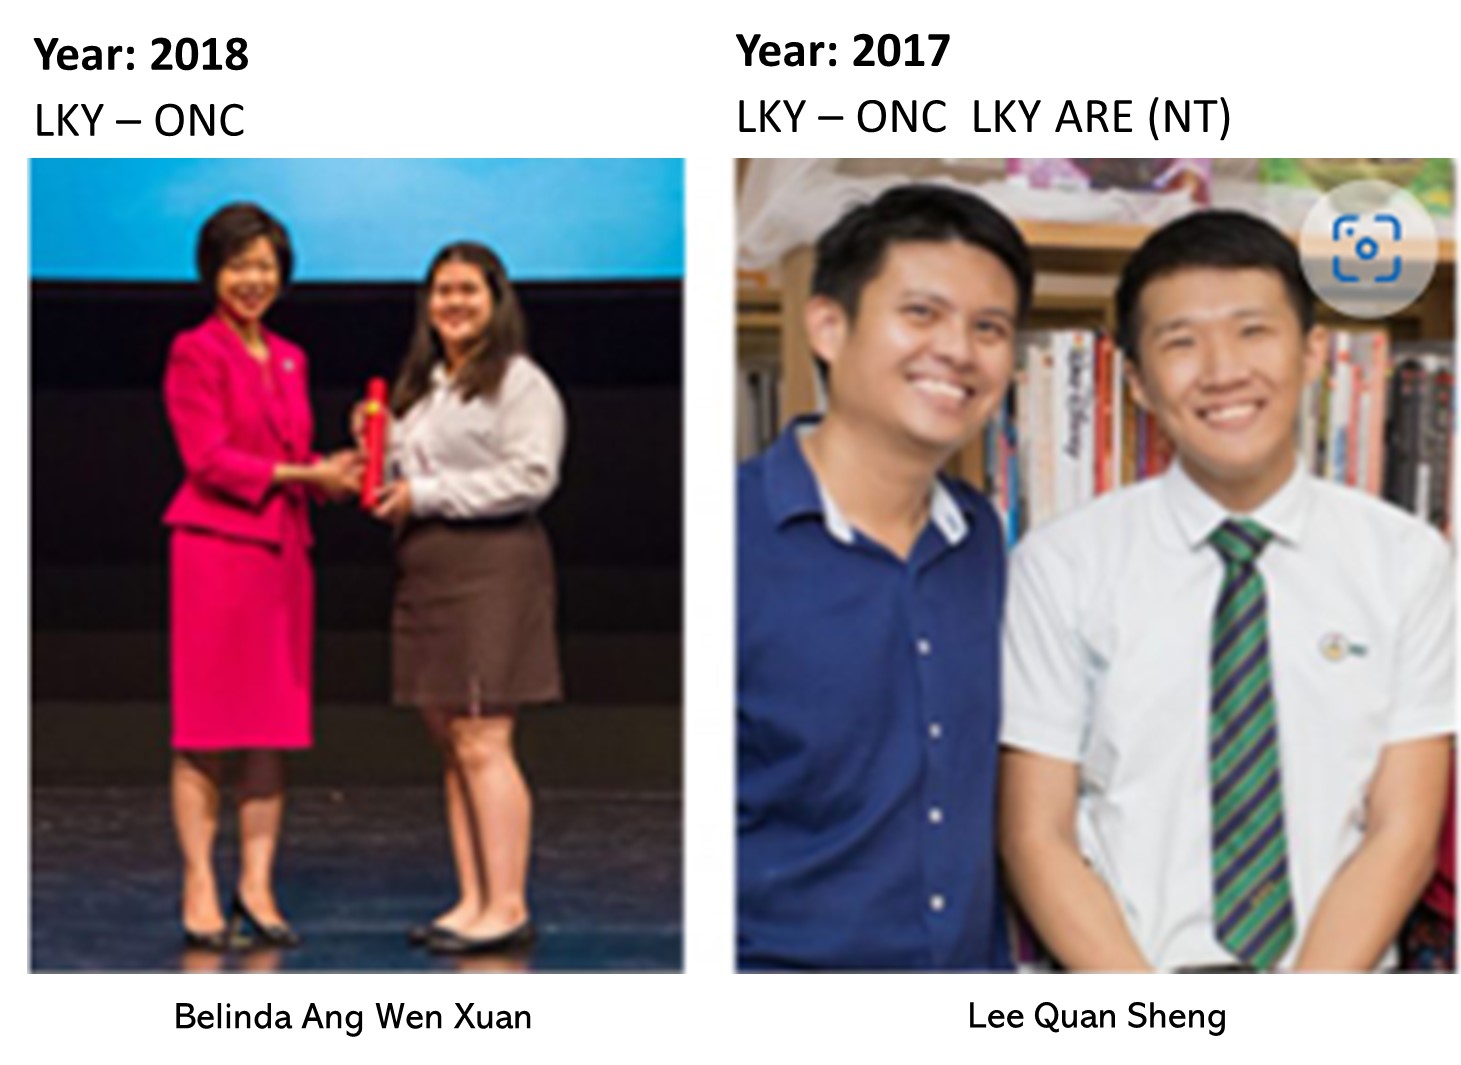 Year: 2018
LKY – ONC
Belinda Ang Wen Xuan
Year: 2017
LKY – ONC  LKY ARE (NT)
Lee Quan Sheng